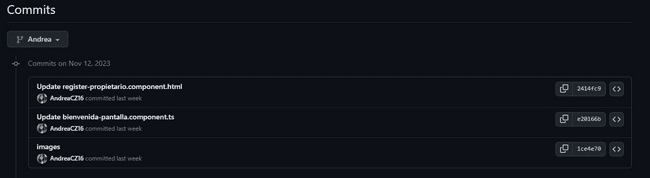 Commits
Andrea
Commits on Nov 12, 2023
Update register-propietario.component.html
2414fc9
AndreaCZ16 committed last week
Update bienvenida-pantalla.component.ts
e20166b
AndreaCZ16 committed last week
images
1ce4e70
AndreaCZ16 committed last week